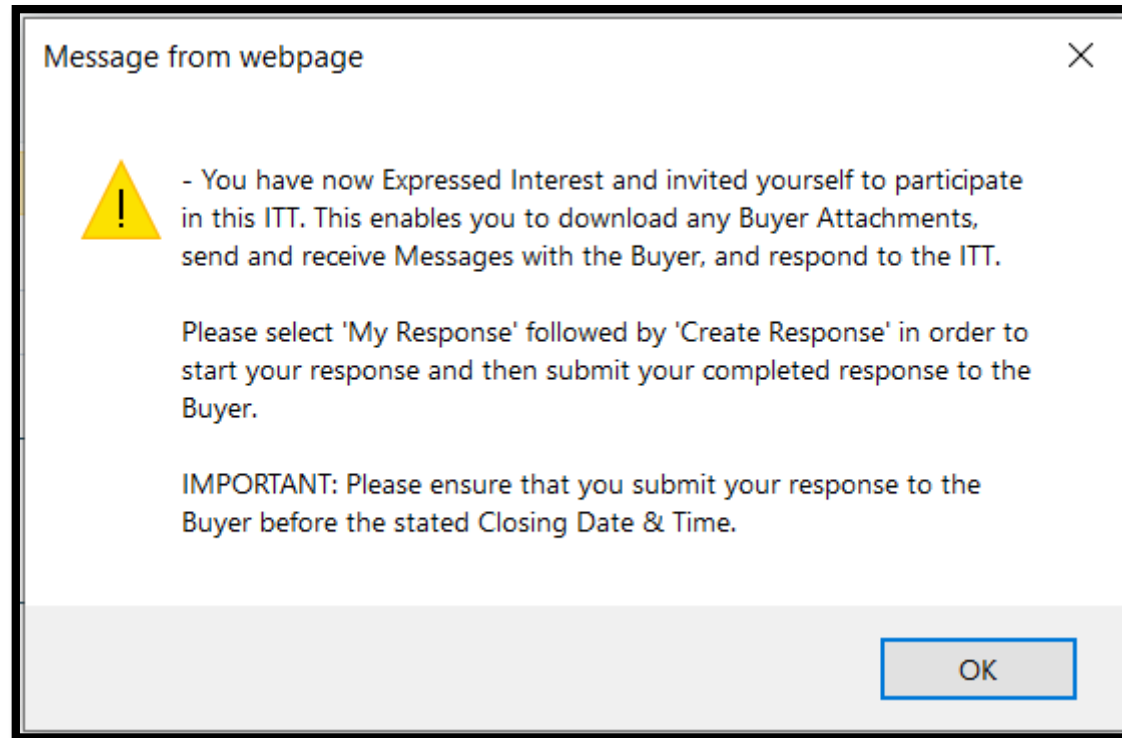 Message from webpage
- You have now Expressed Interest and invited yourself to participate
in this ITT. This enables you to download any Buyer Attachments,
send and receive Messages with the Buyer, and respond to the ITT.
Please select 'My Response' followed by 'Create Response' in order to
start your response and then submit your completed response to the
Buyer.
IMPORTANT: Please ensure that you submit your response to the
Buyer before the stated Closing Date & Time.
OK